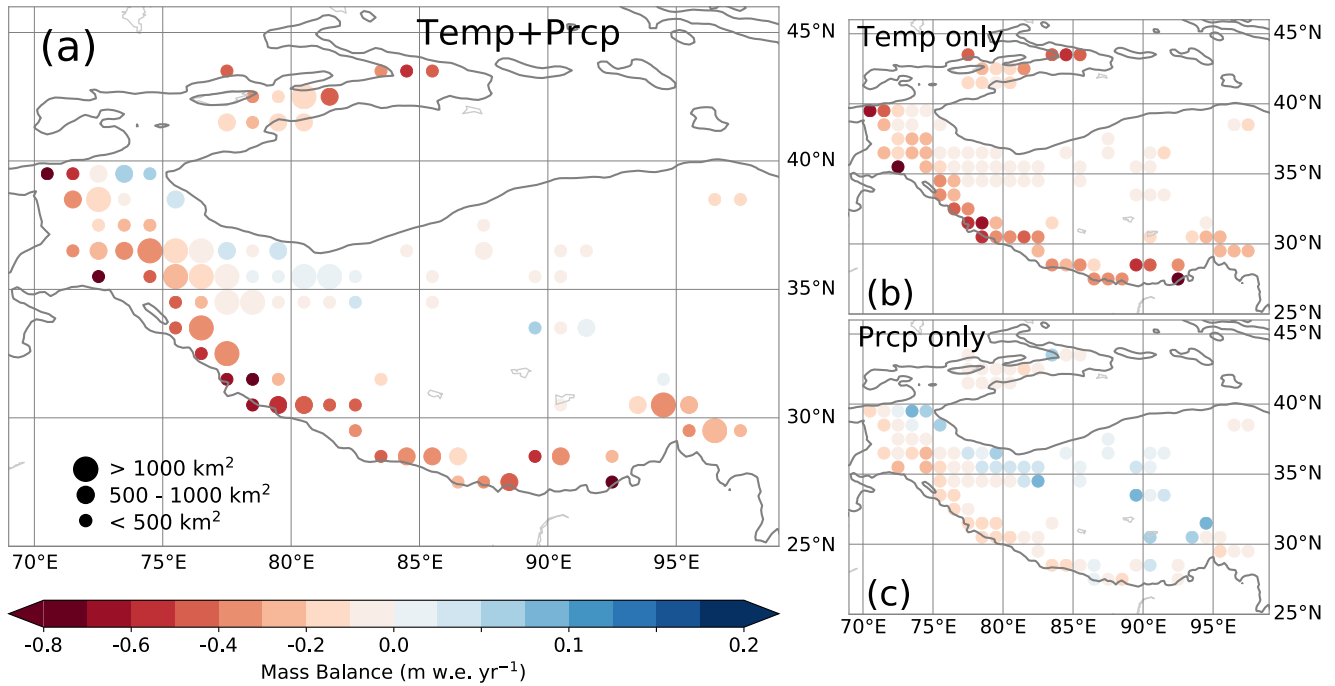 (a)
Temp+Prcp
45°N
40°N
35°N
30°N
25°N
> 1000 km²
500 - 1000 km²
< 500 km²
70°E 75°E 80°E 85°E 90°E 95°E
-0.8 -0.6 -0.4 -0.2 0.0 0.1 0.2
Mass Balance (m w.e. yr⁻¹)
Temp only
45°N
40°N
35°N
30°N
(b)
25°N
Prcp only
45°N
40°N
35°N
30°N
(c)
25°N
70°E 75°E 80°E 85°E 90°E 95°E